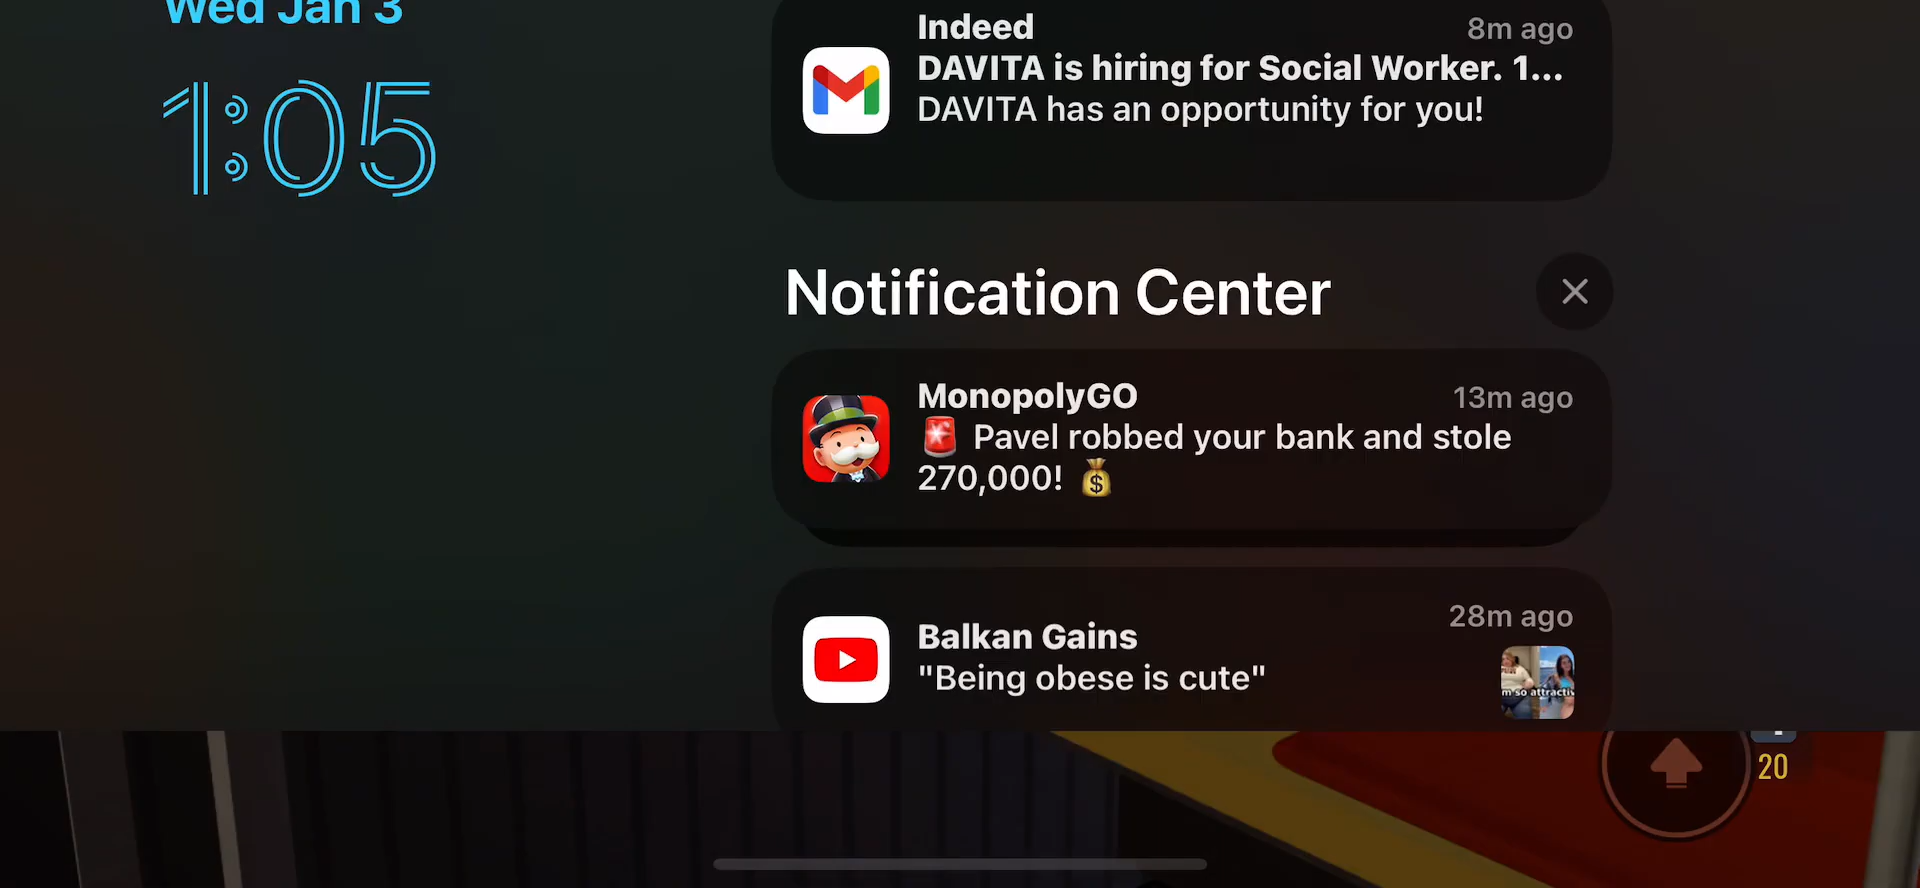 Wed Jan 3
1:05
Indeed
8m ago
DAVITA is hiring for Social Worker. 1...
DAVITA has an opportunity for you!
Notification Center
MonopolyGO
13m ago
🚨 Pavel robbed your bank and stole
270,000! 💰
Balkan Gains
28m ago
"Being obese is cute"
m so attractiv
20